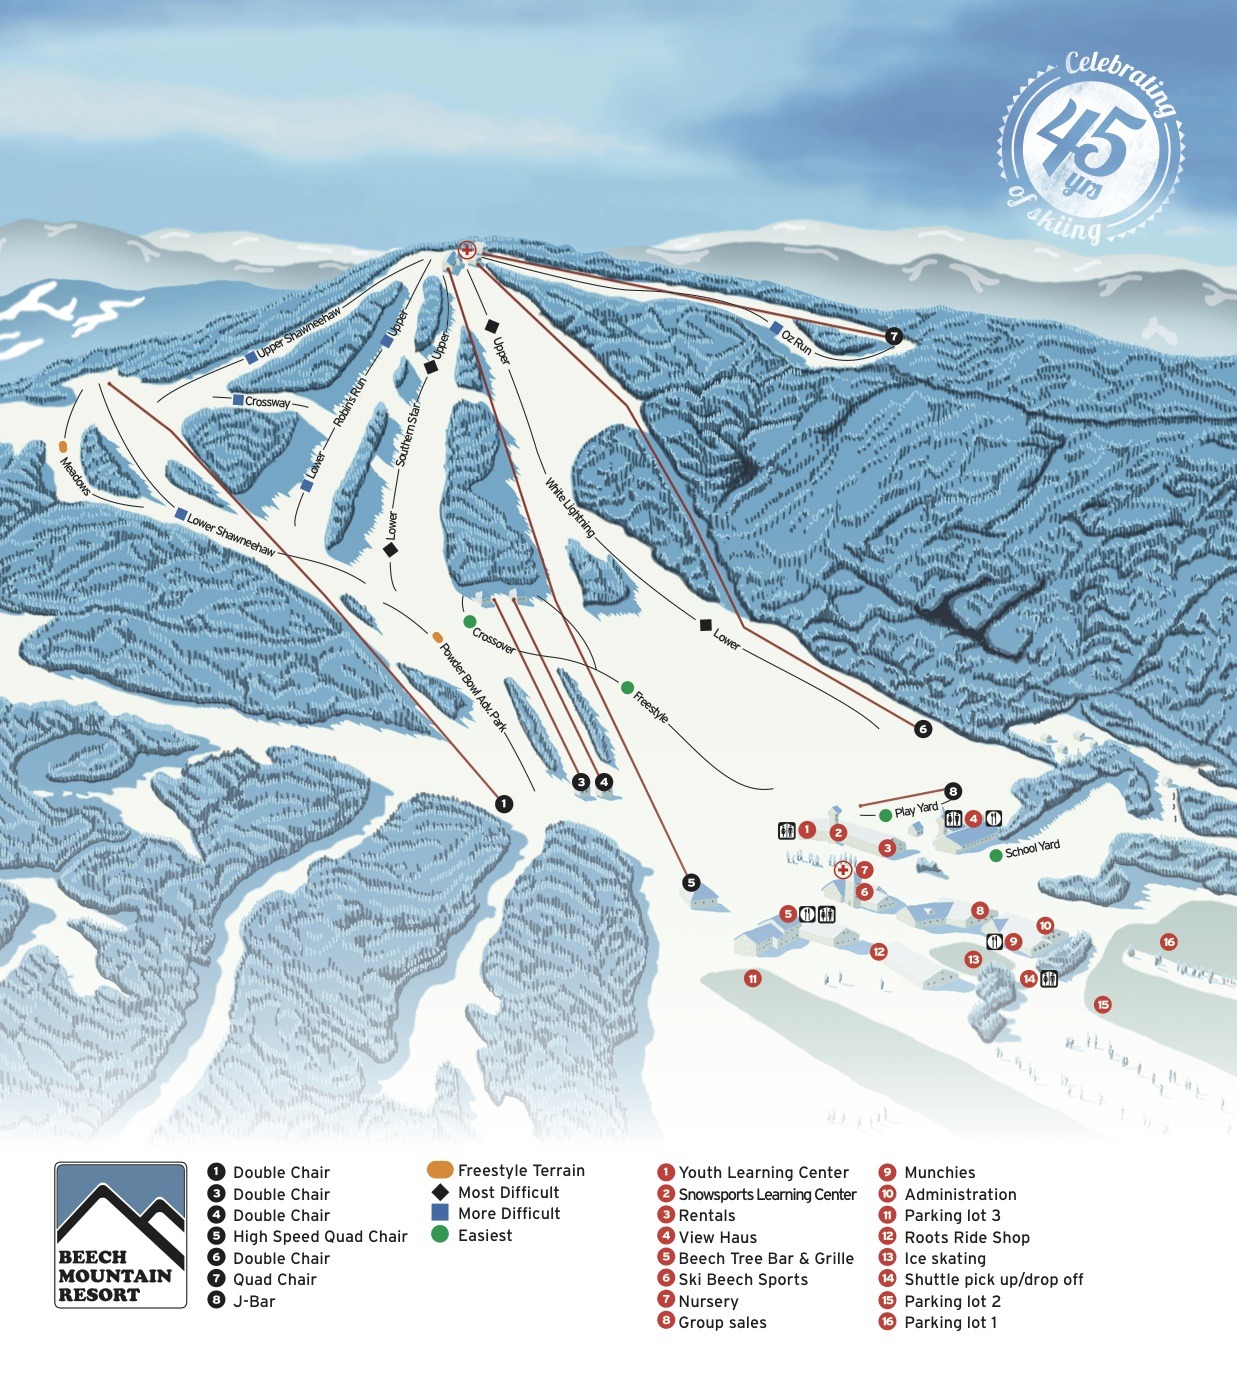 Celebrating
45
yrs
of skiing
7
Oz Run
Upper Shawneehaw
Upper
Upper
Upper
Crossway
Robin's Run
Southern Star
Meadows
Lower
White Lightning
Lower Shawneehaw
Lower
Crossover
Lower
Powder Bowl Adv. Park
Freestyle
6
3
4
1
8
Play Yard
4
1
2
3
School Yard
7
5
6
5
8
10
9
16
12
13
11
14
15
BEECH
MOUNTAIN
RESORT
1 Double Chair
3 Double Chair
4 Double Chair
5 High Speed Quad Chair
6 Double Chair
7 Quad Chair
8 J-Bar
Freestyle Terrain
Most Difficult
More Difficult
Easiest
1 Youth Learning Center
2 Snowsports Learning Center
3 Rentals
4 View Haus
5 Beech Tree Bar & Grille
6 Ski Beech Sports
7 Nursery
8 Group sales
9 Munchies
10 Administration
11 Parking lot 3
12 Roots Ride Shop
13 Ice skating
14 Shuttle pick up/drop off
15 Parking lot 2
16 Parking lot 1